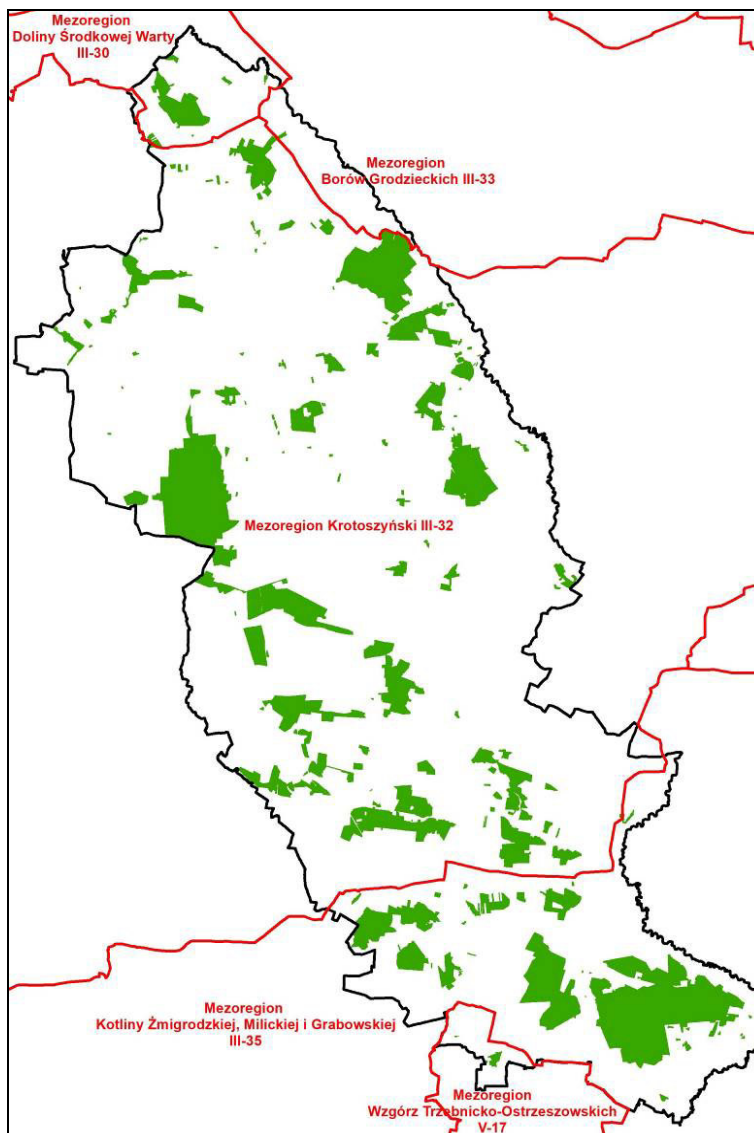 Mezoregion
Doliny Środkowej Warty
III-30
Mezoregion
Borów Grodzieckich III-33
Mezoregion Krotoszyński III-32
Mezoregion
Kotliny Żmigrodzkiej, Milickiej i Grabowskiej
III-35
Mezoregion
Wzgórz Trzebnicko-Ostrzeszowskich
V-17